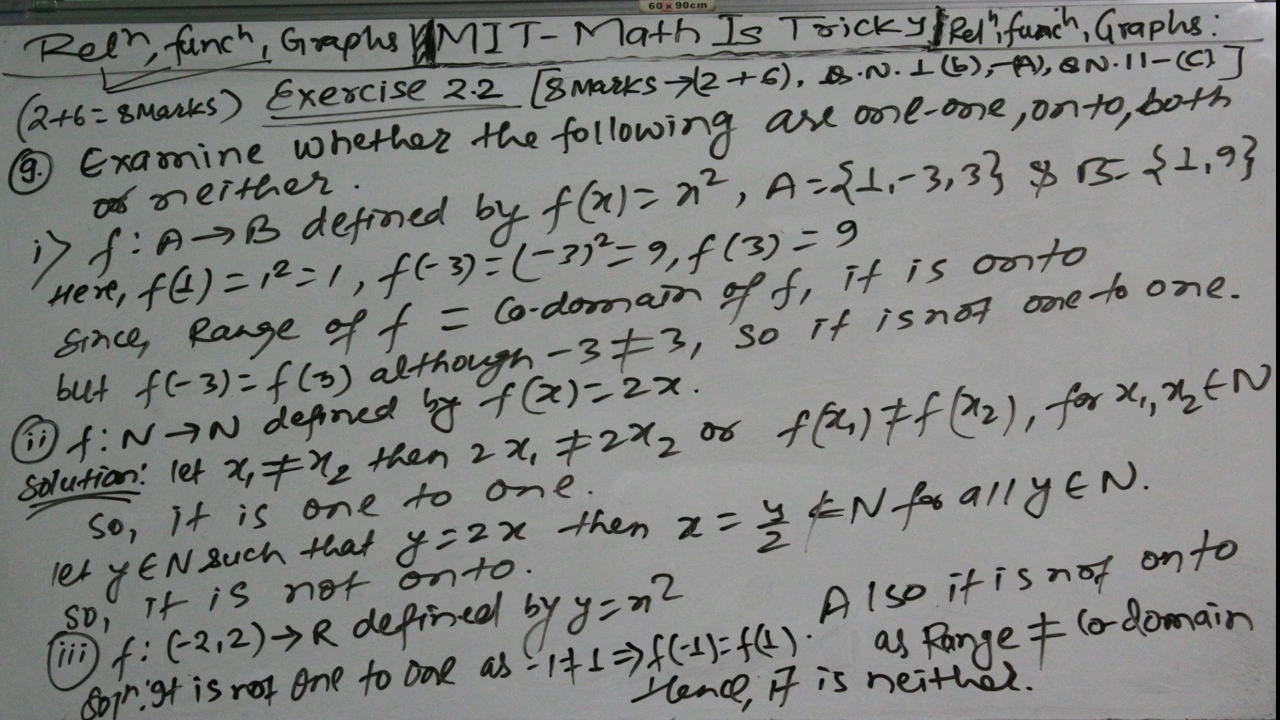 60 x 90cm
Relⁿ, funcⁿ, Graphs || MIT- Math Is Tricky | Relⁿ, funcⁿ, Graphs:
(2+6=8Marks) Exercise 2.2 [8Marks→(2+6), Q.N.1(b),-(A), QN.11-(C)]
9. Examine whether the following are one-one, onto, both
or neither.
i) f: A→B defined by f(x)=x², A={1,-3,3} & B={1,9}
Here, f(1)=1²=1, f(-3)=(-3)²=9, f(3)=9
Since, Range of f = Co-domain of f, it is onto
but f(-3)=f(3) although -3≠3, so it is not one to one.
(ii) f: N→N defined by f(x)=2x.
Solution: let x₁≠x₂ then 2x₁≠2x₂ or f(x₁)≠f(x₂), for x₁,x₂∈N
So, it is one to one.
let y∈N such that y=2x then x=y/2 ∉N for all y∈N.
so, it is not onto.
(iii) f: (-2,2)→R defined by y=x²
Solⁿ: It is not one to one as -1≠1⇒f(-1)=f(1). Also it is not onto
as Range ≠ Co-domain
Hence, it is neither.